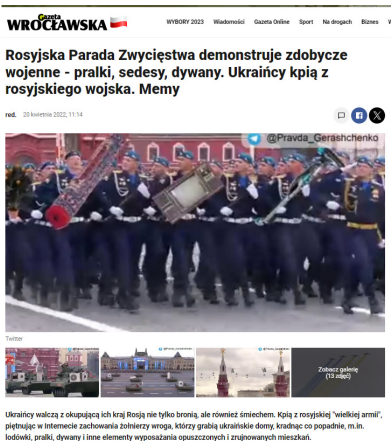 Gazeta
WROCŁAWSKA
WYBORY 2023 Wiadomości Gazeta Online Sport Na drogach Biznes
Rosyjska Parada Zwycięstwa demonstruje zdobycze
wojenne - pralki, sedesy, dywany. Ukraińcy kpią z
rosyjskiego wojska. Memy
red. 20 kwietnia 2022, 11:14
@Pravda_Gerashchenko
Twitter
Zobacz galerię
(13 zdjęć)
Ukraińcy walczą z okupującą ich kraj Rosją nie tylko bronią, ale również śmiechem. Kpią z rosyjskiej "wielkiej armii",
piętnując w Internecie zachowania żołnierzy wroga, którzy grabią ukraińskie domy, kradnąc co popadnie, m.in.
lodówki, pralki, dywany i inne elementy wyposażania opuszczonych i zrujnowanych mieszkań.